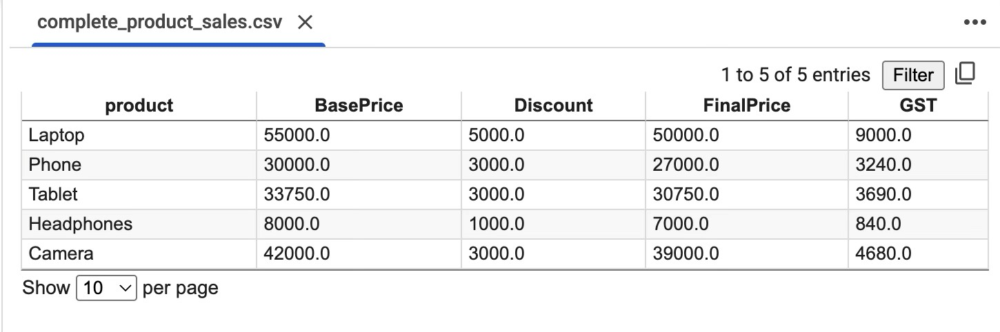 complete_product_sales.csv
1 to 5 of 5 entries Filter
product BasePrice Discount FinalPrice GST
Laptop 55000.0 5000.0 50000.0 9000.0
Phone 30000.0 3000.0 27000.0 3240.0
Tablet 33750.0 3000.0 30750.0 3690.0
Headphones 8000.0 1000.0 7000.0 840.0
Camera 42000.0 3000.0 39000.0 4680.0
Show 10 per page